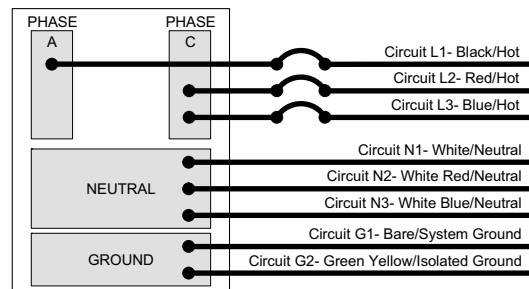 PHASE PHASE
A C
Circuit L1- Black/Hot
Circuit L2- Red/Hot
Circuit L3- Blue/Hot
Circuit N1- White/Neutral
NEUTRAL
Circuit N2- White Red/Neutral
Circuit N3- White Blue/Neutral
Circuit G1- Bare/System Ground
GROUND
Circuit G2- Green Yellow/Isolated Ground